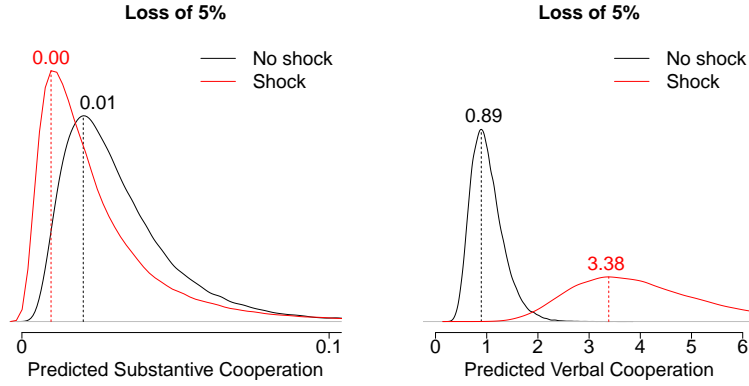 Loss of 5%
0.00
0.01
No shock
Shock
0
0.1
Predicted Substantive Cooperation
Loss of 5%
No shock
Shock
0.89
3.38
0 1 2 3 4 5 6
Predicted Verbal Cooperation